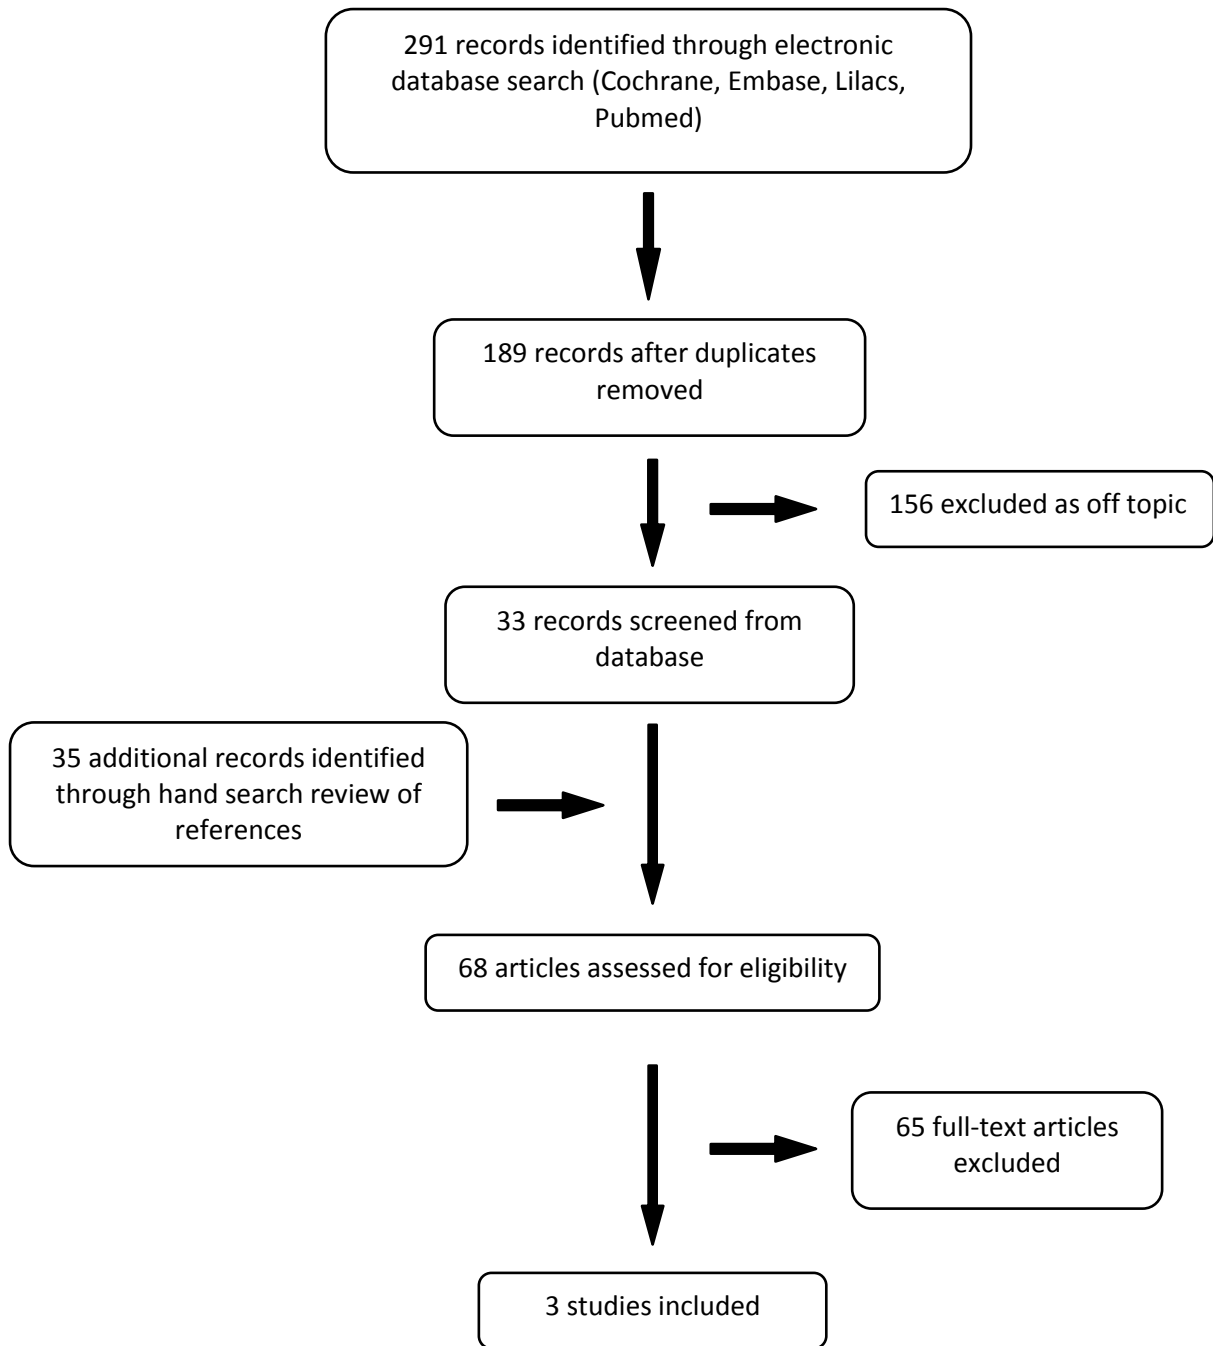 291 records identified through electronic
database search (Cochrane, Embase, Lilacs,
Pubmed)
189 records after duplicates
removed
156 excluded as off topic
33 records screened from
database
35 additional records identified
through hand search review of
references
68 articles assessed for eligibility
65 full-text articles
excluded
3 studies included